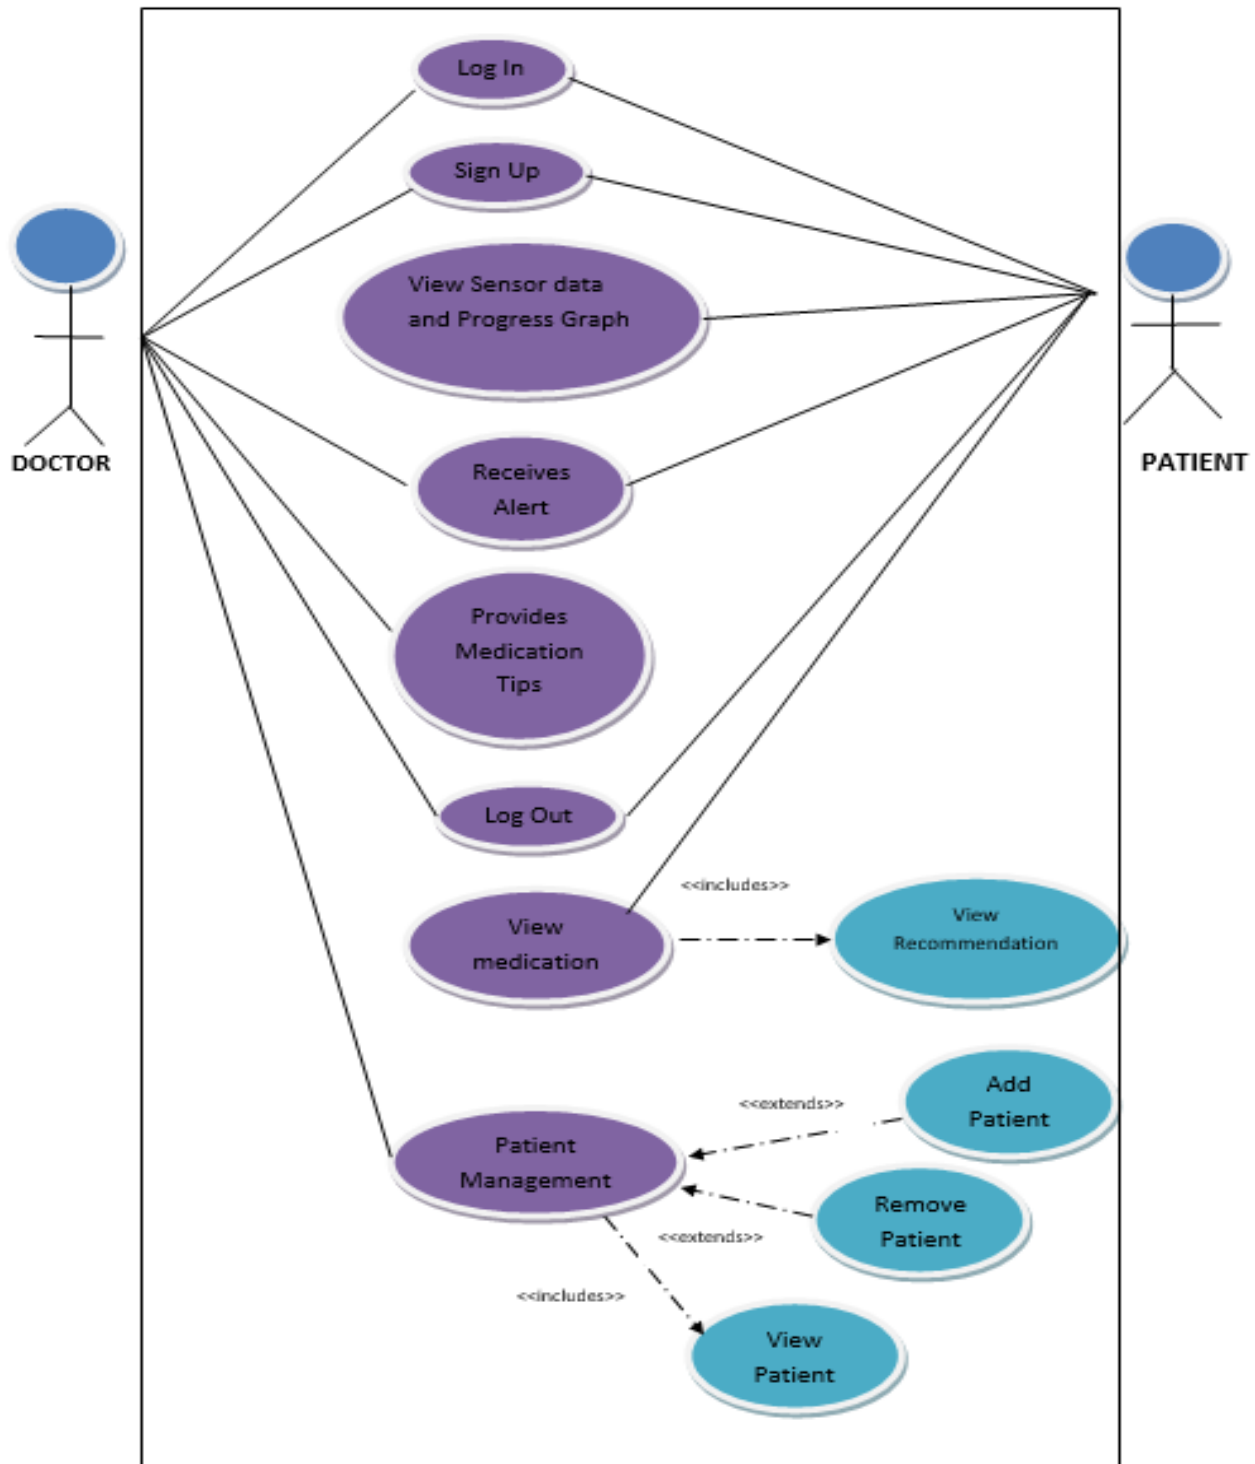 Log In
Sign Up
View Sensor data
and Progress Graph
DOCTOR
PATIENT
Receives
Alert
Provides
Medication
Tips
Log Out
<<includes>>
View
medication
View
Recommendation
<<extends>>
Add
Patient
Patient
Management
Remove
Patient
<<extends>>
<<includes>>
View
Patient